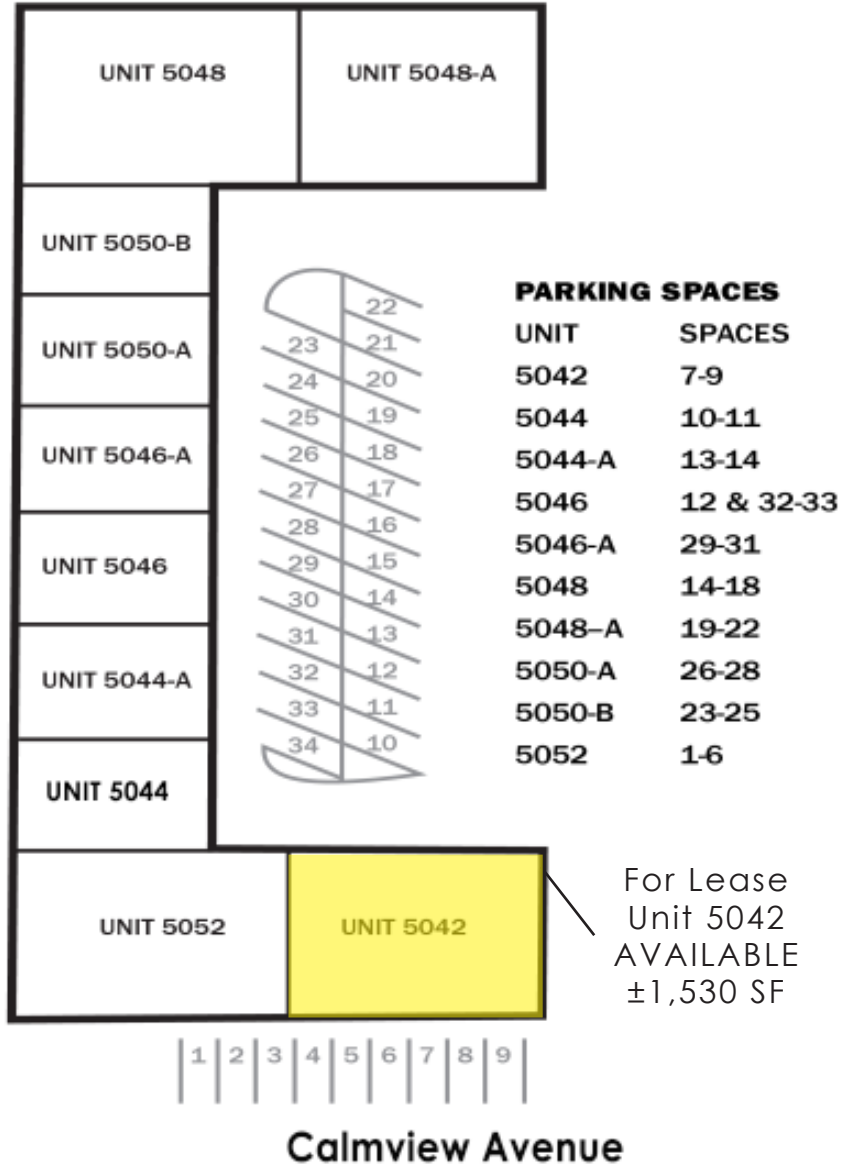 UNIT 5048
UNIT 5048-A
UNIT 5050-B
UNIT 5050-A
UNIT 5046-A
UNIT 5046
UNIT 5044-A
UNIT 5044
UNIT 5052
UNIT 5042
22
23 21
24 20
25 19
26 18
27 17
28 16
29 15
30 14
31 13
32 12
33 11
34 10
PARKING SPACES
UNIT SPACES
5042 7-9
5044 10-11
5044-A 13-14
5046 12 & 32-33
5046-A 29-31
5048 14-18
5048–A 19-22
5050-A 26-28
5050-B 23-25
5052 1-6
For Lease
Unit 5042
AVAILABLE
±1,530 SF
1 2 3 4 5 6 7 8 9
Calmview Avenue